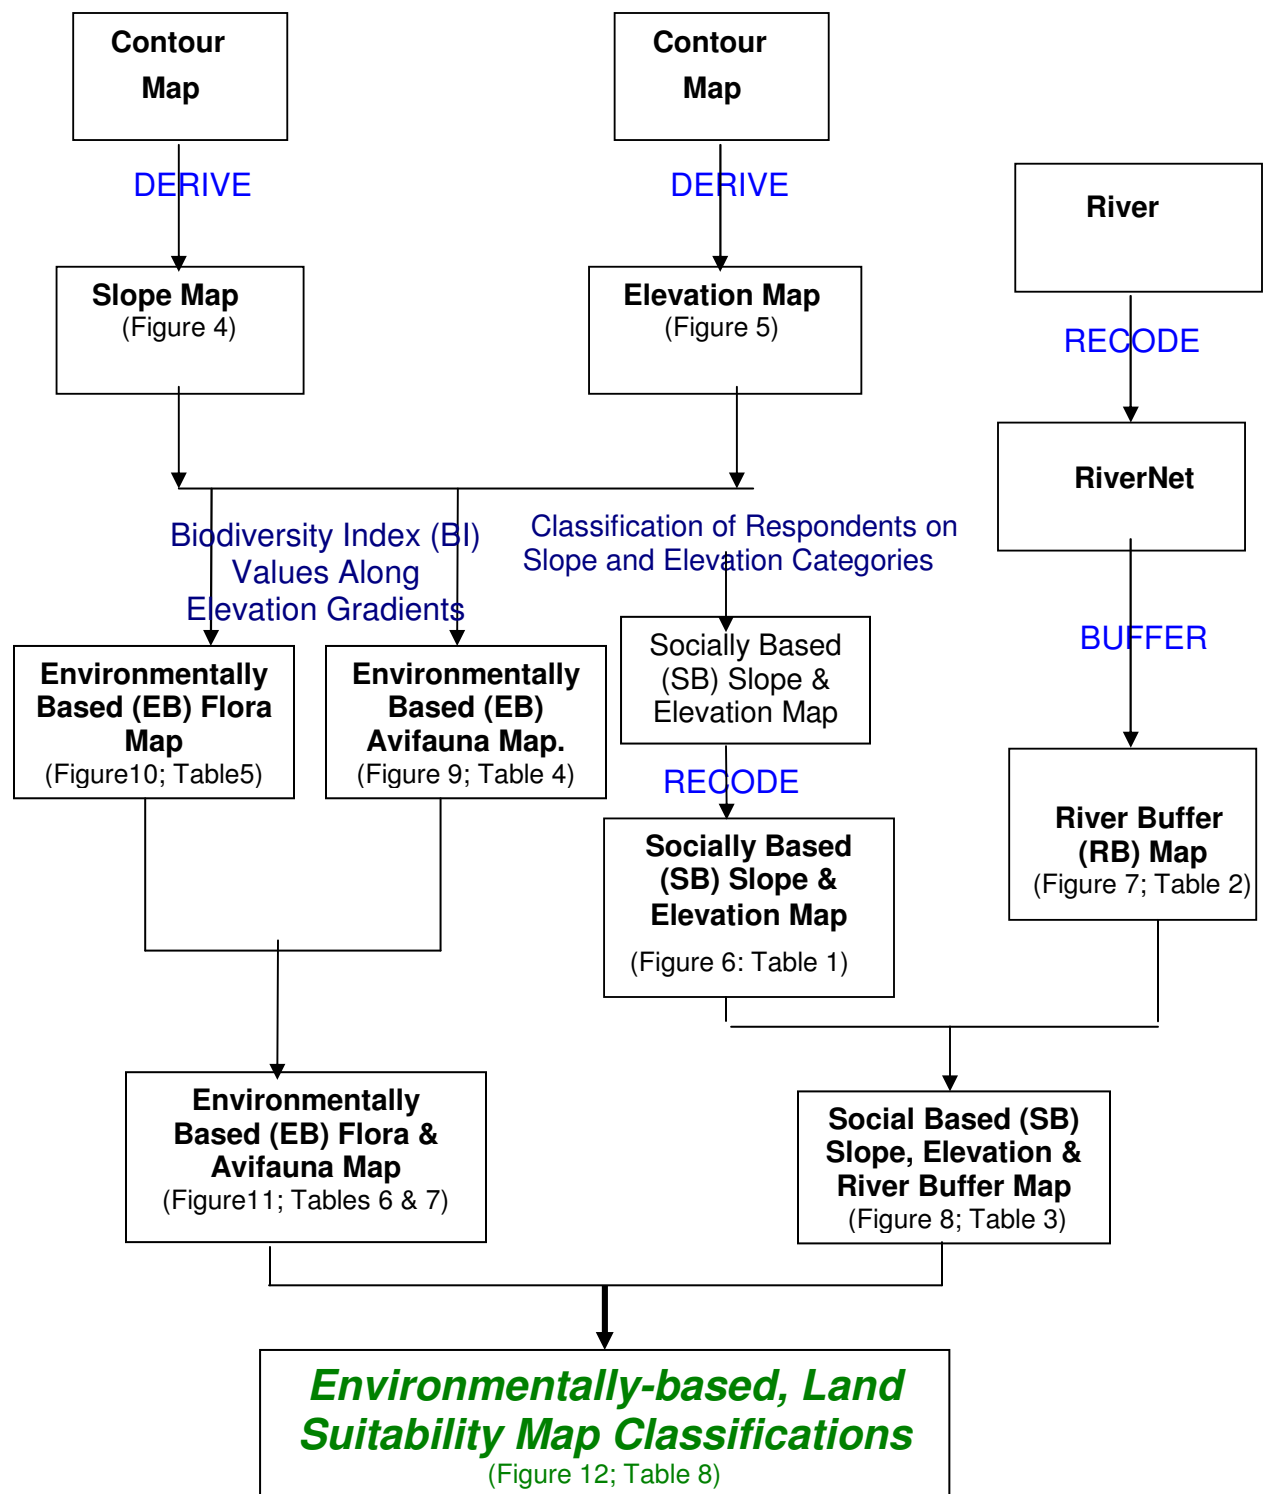 Contour
Map
Contour
Map
DERIVE
DERIVE
River
Slope Map
(Figure 4)
Elevation Map
(Figure 5)
RECODE
RiverNet
Biodiversity Index (BI)
Values Along
Elevation Gradients
Classification of Respondents on
Slope and Elevation Categories
BUFFER
Environmentally
Based (EB) Flora
Map
(Figure10; Table5)
Environmentally
Based (EB)
Avifauna Map.
(Figure 9; Table 4)
Socially Based
(SB) Slope &
Elevation Map
RECODE
Socially Based
(SB) Slope &
Elevation Map
(Figure 6: Table 1)
River Buffer
(RB) Map
(Figure 7; Table 2)
Environmentally
Based (EB) Flora &
Avifauna Map
(Figure11; Tables 6 & 7)
Social Based (SB)
Slope, Elevation &
River Buffer Map
(Figure 8; Table 3)
Environmentally-based, Land
Suitability Map Classifications
(Figure 12; Table 8)